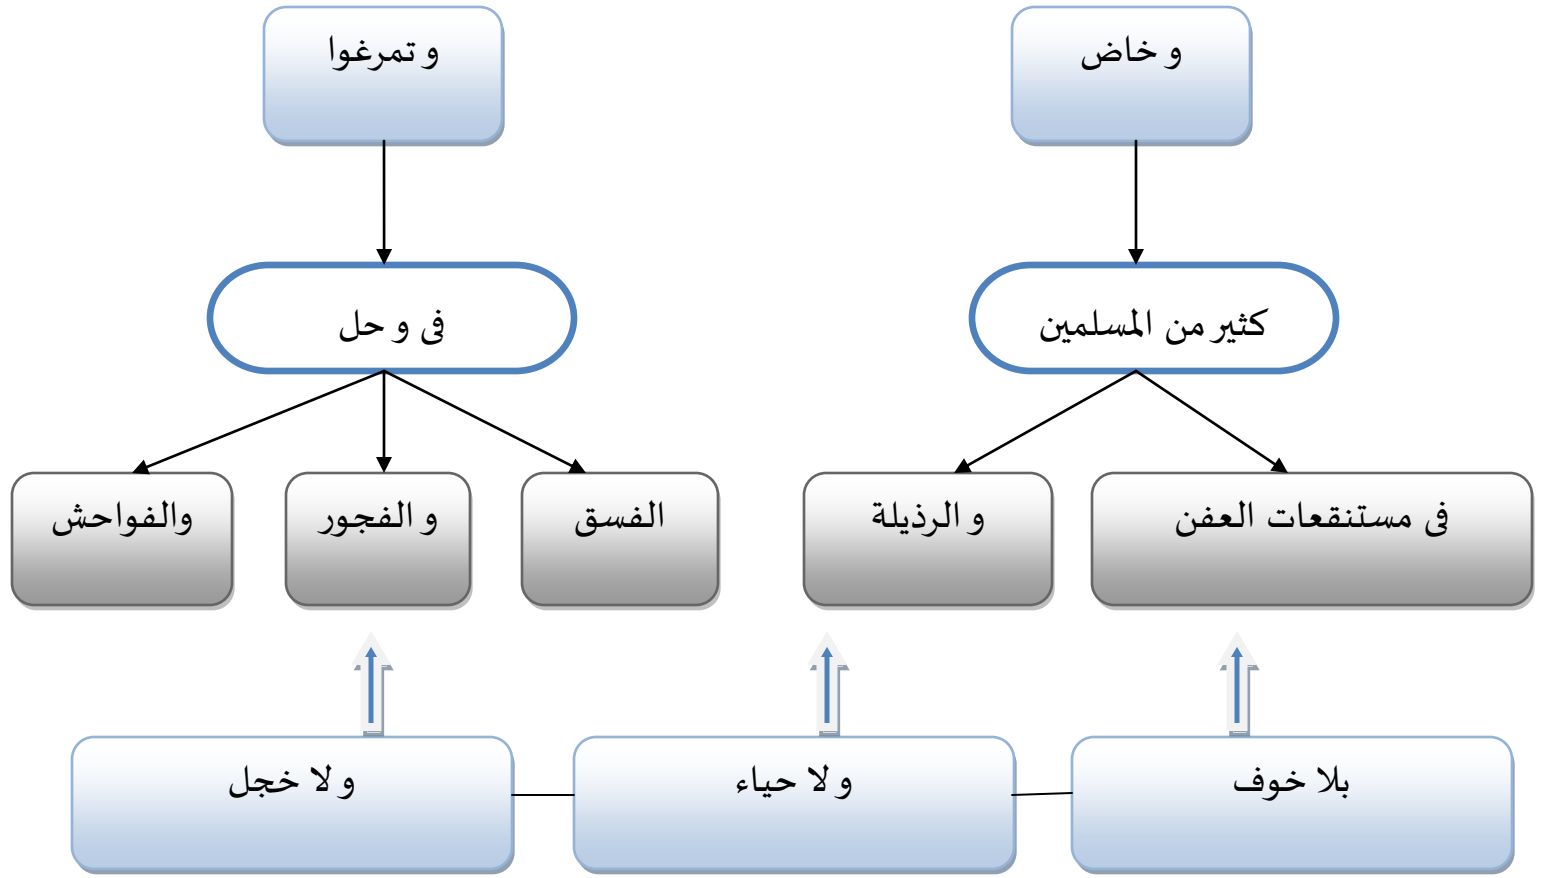 و خاض
و تمرغوا
كثير من المسلمين
فى و حل
فى مستنقعات العفن
و الرذيلة
الفسق
و الفجور
والفواحش
بلا خوف
و لا حياء
و لا خجل